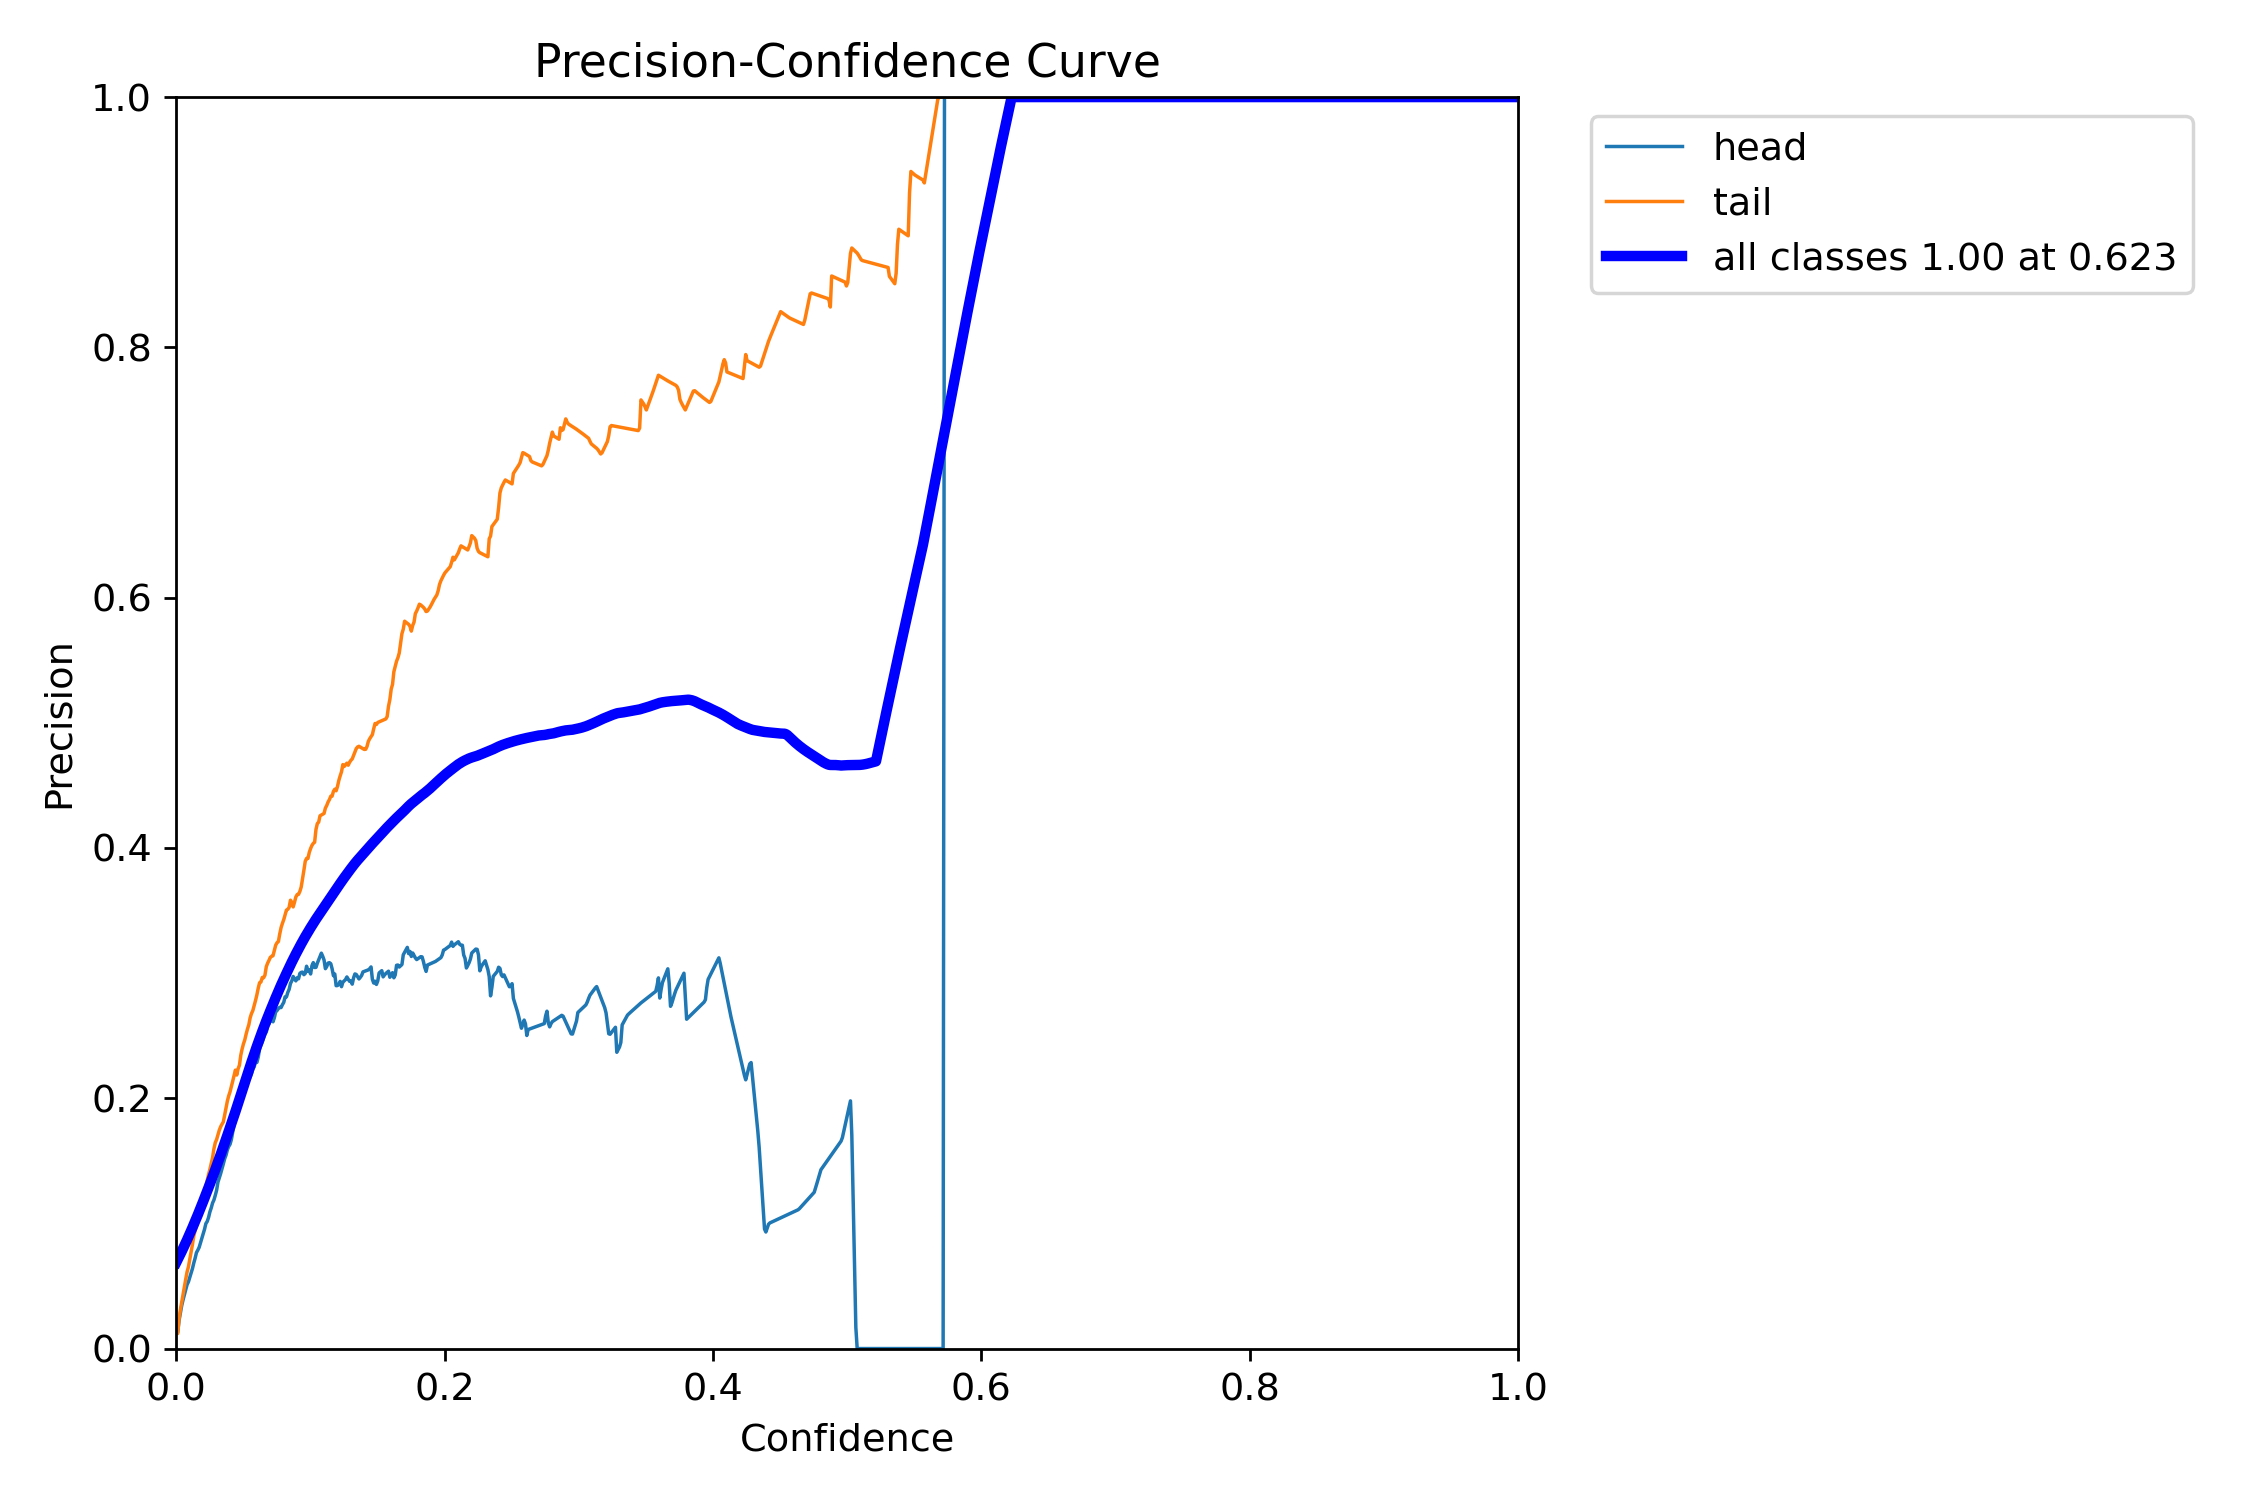 Precision-Confidence Curve
1.0
0.8
0.6
0.4
0.2
0.0
Precision
0.0 0.2 0.4 0.6 0.8 1.0
Confidence
head
tail
all classes 1.00 at 0.623